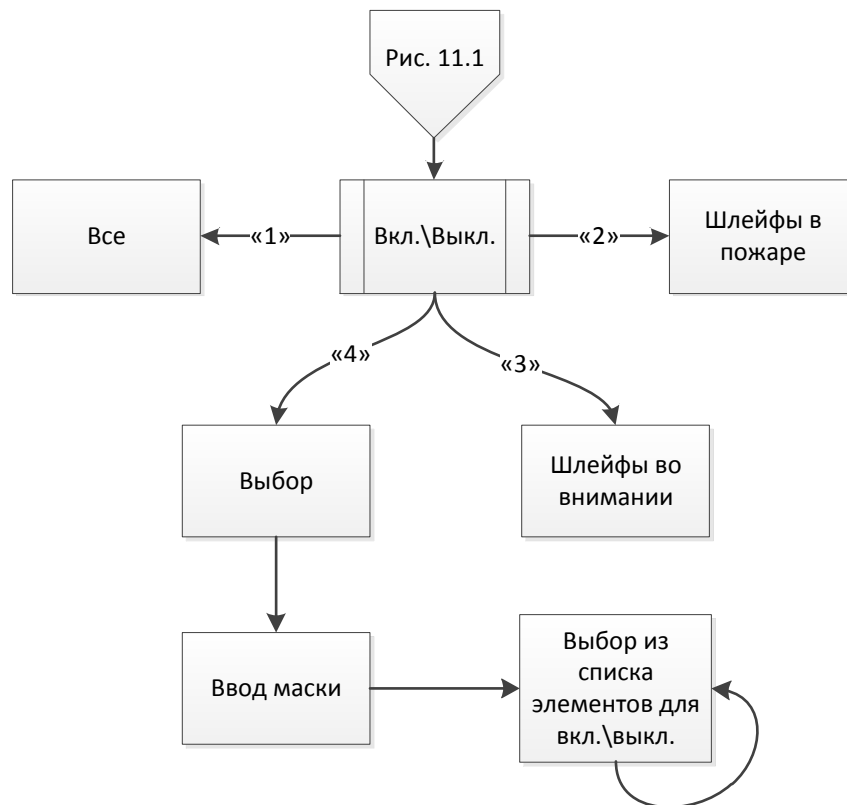 Рис. 11.1
Все
«1»
Вкл.\Выкл.
«2»
Шлейфы в
пожаре
«4»
«3»
Выбор
Шлейфы во
внимании
Ввод маски
Выбор из
списка
элементов для
вкл.\выкл.